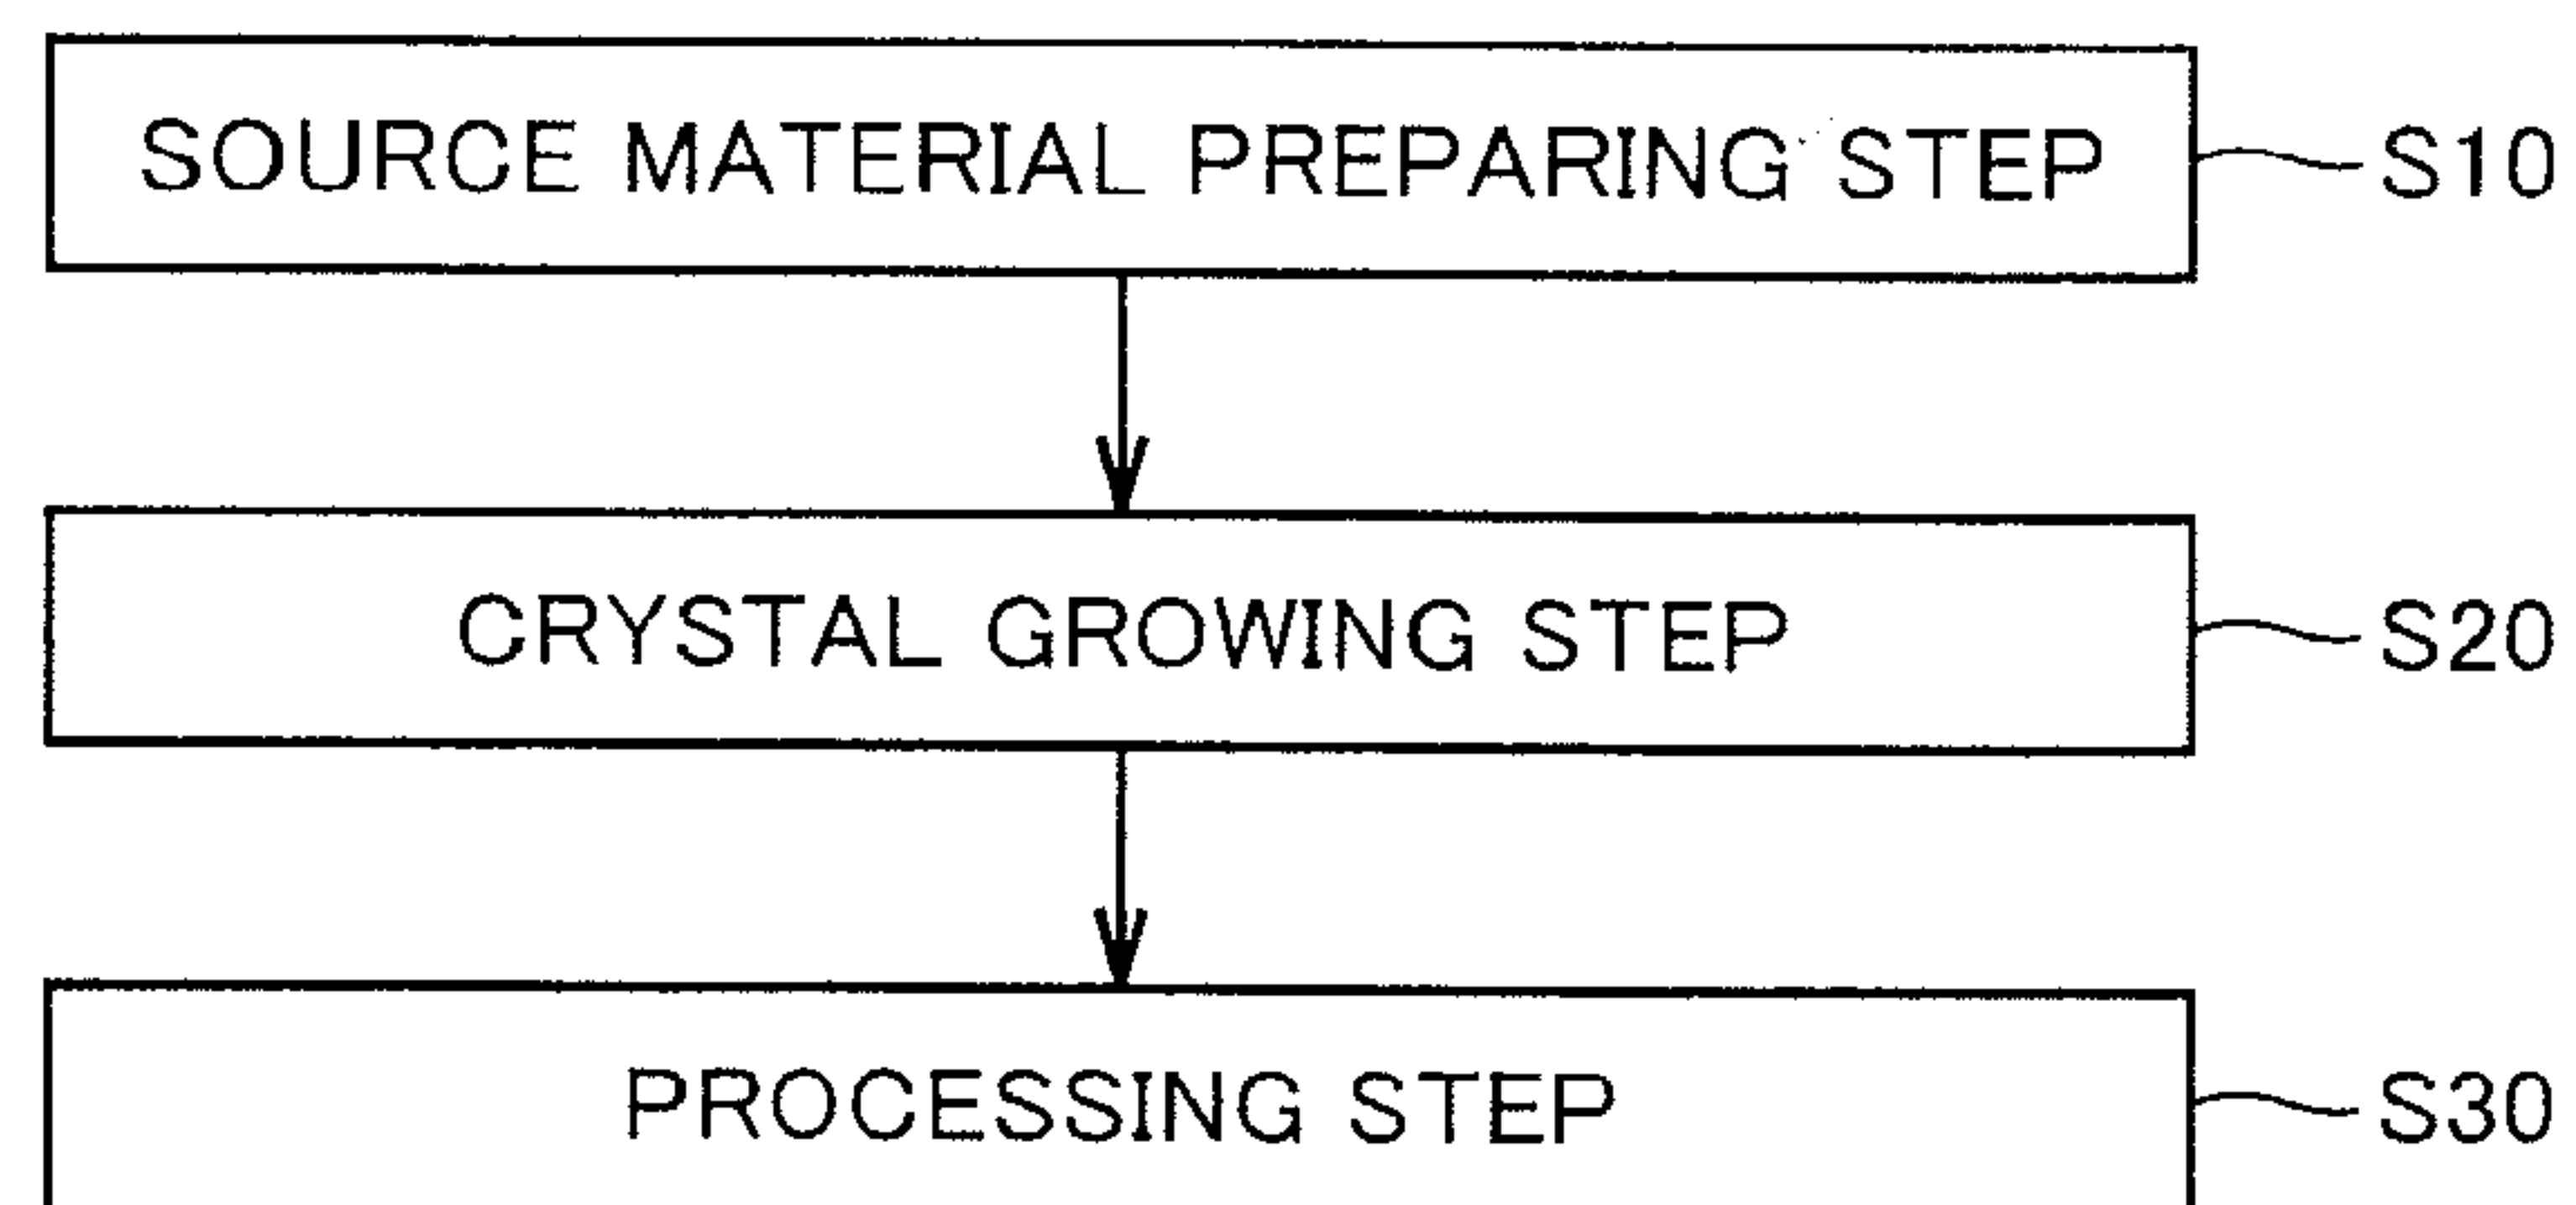 SOURCE MATERIAL PREPARING STEP S10
CRYSTAL GROWING STEP S20
PROCESSING STEP S30